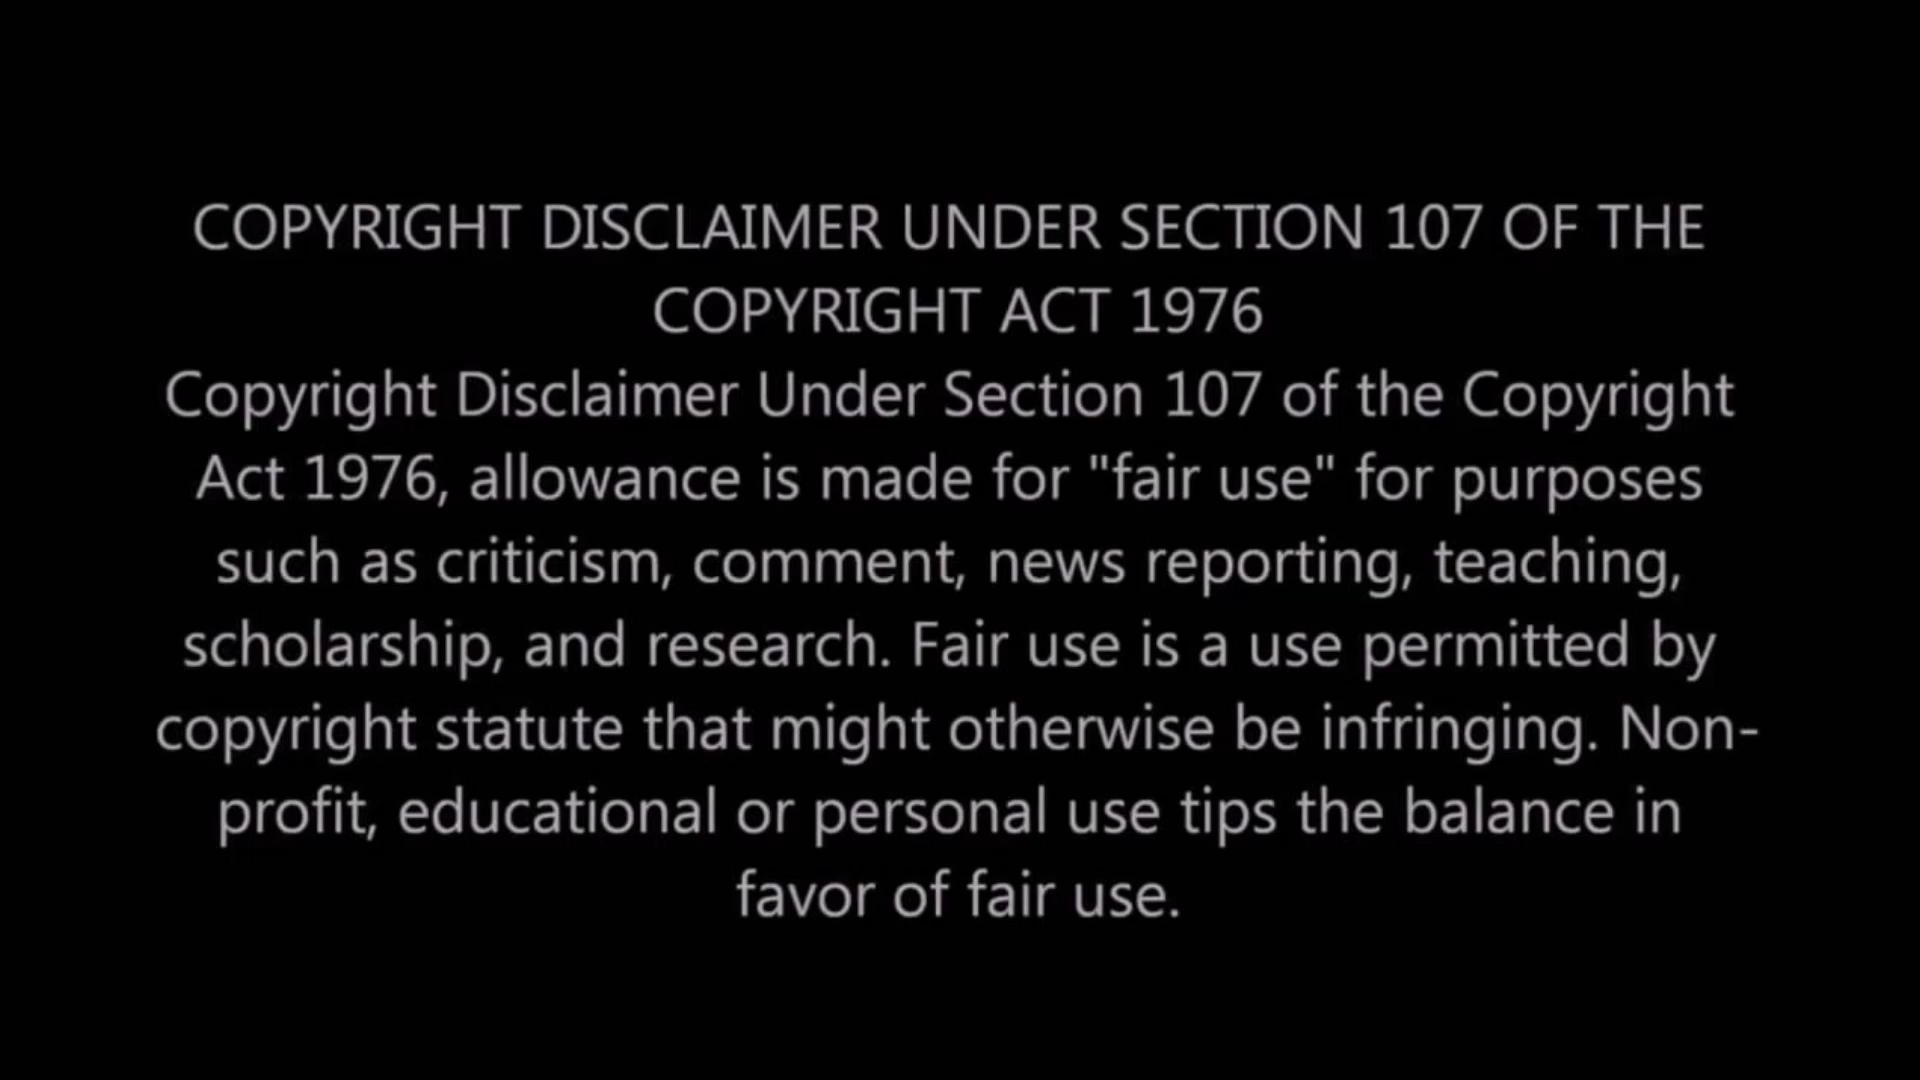 COPYRIGHT DISCLAIMER UNDER SECTION 107 OF THE
COPYRIGHT ACT 1976
Copyright Disclaimer Under Section 107 of the Copyright
Act 1976, allowance is made for "fair use" for purposes
such as criticism, comment, news reporting, teaching,
scholarship, and research. Fair use is a use permitted by
copyright statute that might otherwise be infringing. Non-
profit, educational or personal use tips the balance in
favor of fair use.